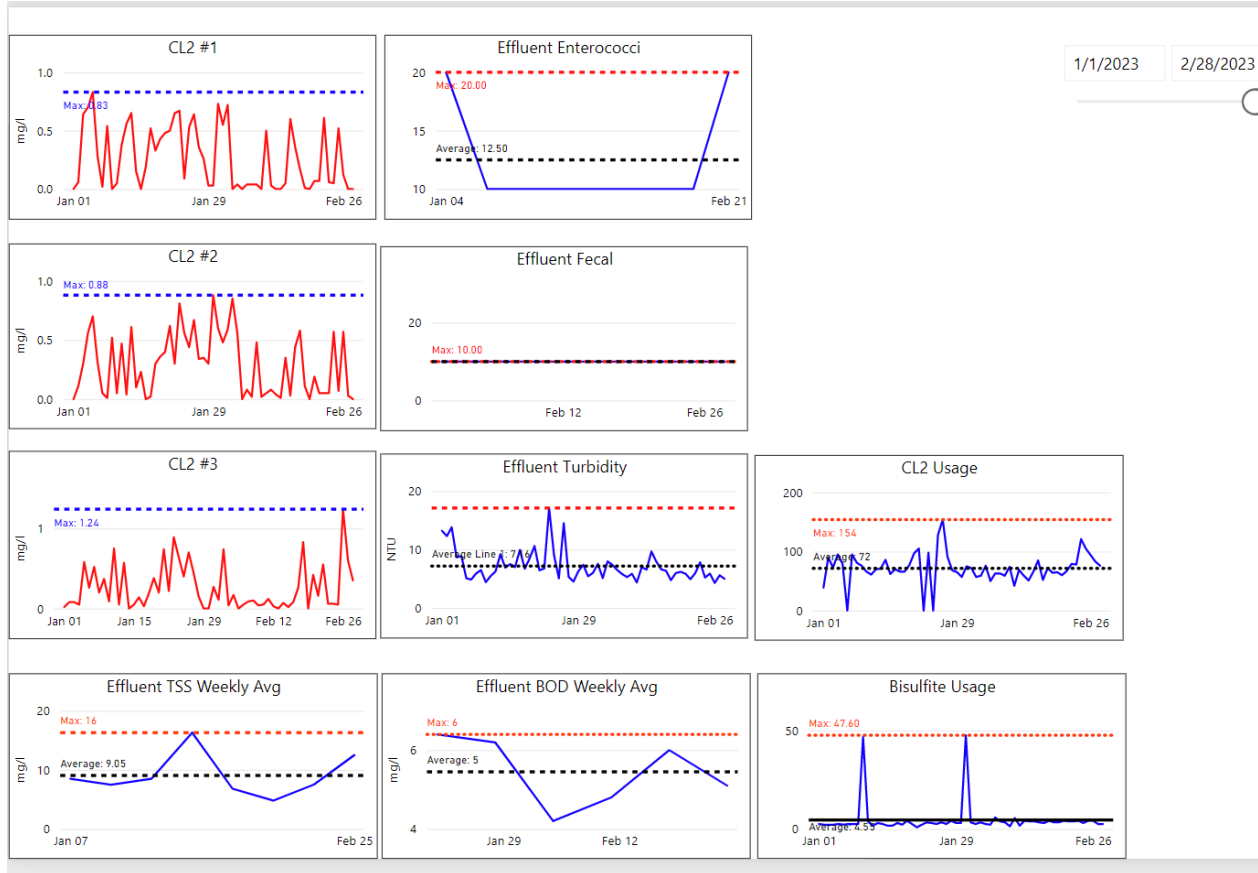 1/1/2023
2/28/2023
CL2 #1
1.0
Max: 0.83
mg/l
0.5
0.0
Jan 01
Jan 29
Feb 26
Effluent Enterococci
20
Max: 20.00
15
Average: 12.50
10
Jan 04
Feb 21
CL2 #2
1.0
Max: 0.88
mg/l
0.5
0.0
Jan 01
Jan 29
Feb 26
Effluent Fecal
20
Max: 10.00
0
Feb 12
Feb 26
CL2 #3
Max: 1.24
1
mg/l
0
Jan 01
Jan 15
Jan 29
Feb 12
Feb 26
Effluent Turbidity
20
NTU
10
Average Line 1: 7.16
0
Jan 01
Jan 29
Feb 26
CL2 Usage
200
Max: 154
100
Average: 72
0
Jan 01
Jan 29
Feb 26
Effluent TSS Weekly Avg
20
Max: 16
Average: 9.05
mg/l
10
0
Jan 07
Feb 25
Effluent BOD Weekly Avg
Max: 6
6
Average: 5
mg/l
4
Jan 29
Feb 12
Bisulfite Usage
Max: 47.60
50
0
Average: 4.55
Jan 01
Jan 29
Feb 26